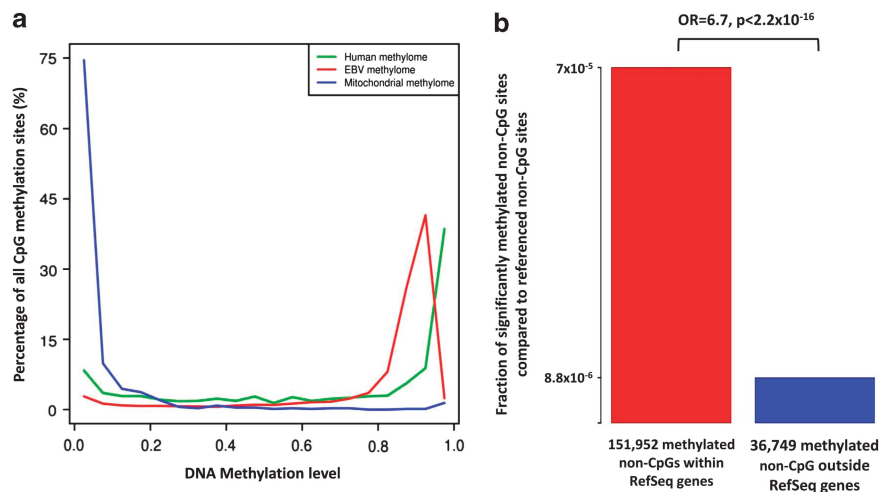 a
Percentage of all CpG methylation sites (%)
75
60
45
30
15
0
0.0 0.2 0.4 0.6 0.8 1.0
DNA Methylation level
Human methylome
EBV methylome
Mitochondrial methylome
b
OR=6.7, p<2.2x10⁻¹⁶
Fraction of significantly methylated non-CpG sites
compared to referenced non-CpG sites
7x10⁻⁵
8.8x10⁻⁶
151,952 methylated
non-CpGs within
RefSeq genes
36,749 methylated
non-CpG outside
RefSeq genes